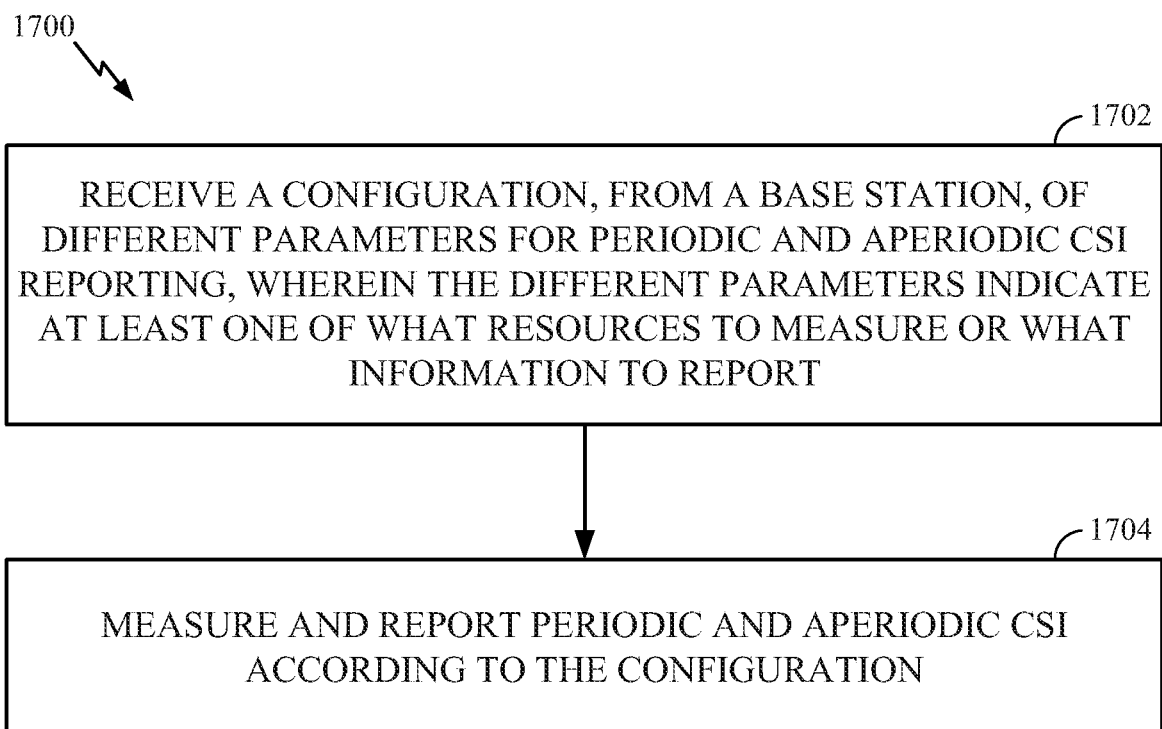 1700
1702
RECEIVE A CONFIGURATION, FROM A BASE STATION, OF
DIFFERENT PARAMETERS FOR PERIODIC AND APERIODIC CSI
REPORTING, WHEREIN THE DIFFERENT PARAMETERS INDICATE
AT LEAST ONE OF WHAT RESOURCES TO MEASURE OR WHAT
INFORMATION TO REPORT
1704
MEASURE AND REPORT PERIODIC AND APERIODIC CSI
ACCORDING TO THE CONFIGURATION